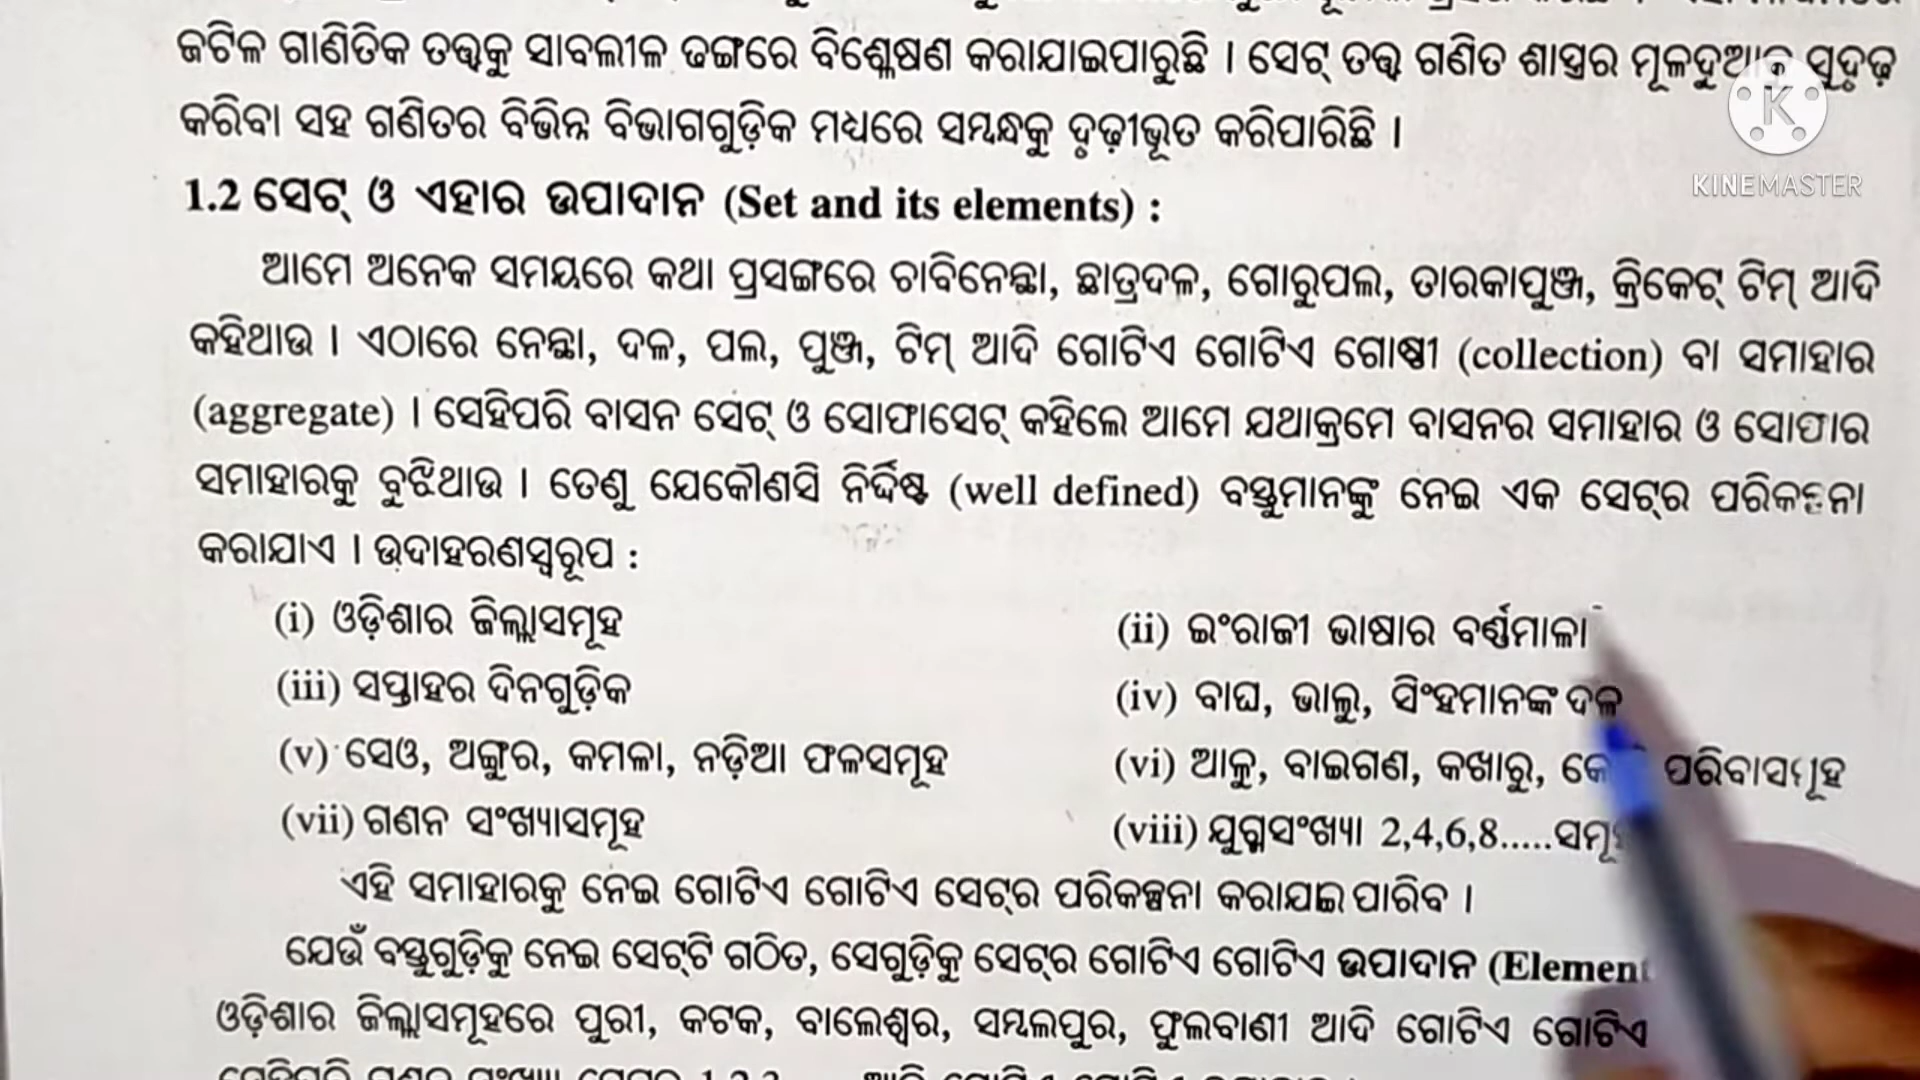 ଜଟିଳ ଗାଣିତିକ ତତ୍ତ୍ୱକୁ ସାବଲୀଳ ଢଙ୍ଗରେ ବିଶ୍ଳେଷଣ କରାଯାଇପାରୁଛି । ସେଟ୍ ତତ୍ତ୍ୱ ଗଣିତ ଶାସ୍ତ୍ରର ମୂଳଦୁଆକୁ ସୁଦୃଢ଼
କରିବା ସହ ଗଣିତର ବିଭିନ୍ନ ବିଭାଗଗୁଡ଼ିକ ମଧ୍ୟରେ ସମ୍ବନ୍ଧକୁ ଦୃଢ଼ୀଭୂତ କରିପାରିଛି ।
KINEMASTER
1.2 ସେଟ୍ ଓ ଏହାର ଉପାଦାନ (Set and its elements) :
ଆମେ ଅନେକ ସମୟରେ କଥା ପ୍ରସଙ୍ଗରେ ଚାବିନେନ୍ଥା, ଛାତ୍ରଦଳ, ଗୋରୁପଲ, ତାରକାପୁଞ୍ଜ, କ୍ରିକେଟ୍ ଟିମ୍ ଆଦି
କହିଥାଉ । ଏଠାରେ ନେନ୍ଥା, ଦଳ, ପଲ, ପୁଞ୍ଜ, ଟିମ୍ ଆଦି ଗୋଟିଏ ଗୋଟିଏ ଗୋଷ୍ଠୀ (collection) ବା ସମାହାର
(aggregate) । ସେହିପରି ବାସନ ସେଟ୍ ଓ ସୋଫାସେଟ୍ କହିଲେ ଆମେ ଯଥାକ୍ରମେ ବାସନର ସମାହାର ଓ ସୋଫାର
ସମାହାରକୁ ବୁଝିଥାଉ । ତେଣୁ ଯେକୌଣସି ନିର୍ଦ୍ଦିଷ୍ଟ (well defined) ବସ୍ତୁମାନଙ୍କୁ ନେଇ ଏକ ସେଟ୍‌ର ପରିକଳ୍ପନା
କରାଯାଏ । ଉଦାହରଣସ୍ୱରୂପ :
(i) ଓଡ଼ିଶାର ଜିଲ୍ଲାସମୂହ
(ii) ଇଂରାଜୀ ଭାଷାର ବର୍ଣ୍ଣମାଳା
(iii) ସପ୍ତାହର ଦିନଗୁଡ଼ିକ
(iv) ବାଘ, ଭାଲୁ, ସିଂହମାନଙ୍କ ଦଳ
(v) ସେଓ, ଅଙ୍ଗୁର, କମଳା, ନଡ଼ିଆ ଫଳସମୂହ
(vi) ଆଳୁ, ବାଇଗଣ, କଖାରୁ, ପରିବାସମୂହ
(vii) ଗଣନ ସଂଖ୍ୟାସମୂହ
(viii) ଯୁଗ୍ମସଂଖ୍ୟା 2,4,6,8.....ସମୂହ
ଏହି ସମାହାରକୁ ନେଇ ଗୋଟିଏ ଗୋଟିଏ ସେଟ୍‌ର ପରିକଳ୍ପନା କରାଯାଇ ପାରିବ ।
ଯେଉଁ ବସ୍ତୁଗୁଡ଼ିକୁ ନେଇ ସେଟ୍‌ଟି ଗଠିତ, ସେଗୁଡ଼ିକୁ ସେଟ୍‌ର ଗୋଟିଏ ଗୋଟିଏ ଉପାଦାନ (Element
ଓଡ଼ିଶାର ଜିଲ୍ଲାସମୂହରେ ପୁରୀ, କଟକ, ବାଲେଶ୍ୱର, ସମ୍ବଲପୁର, ଫୁଲବାଣୀ ଆଦି ଗୋଟିଏ ଗୋଟିଏ